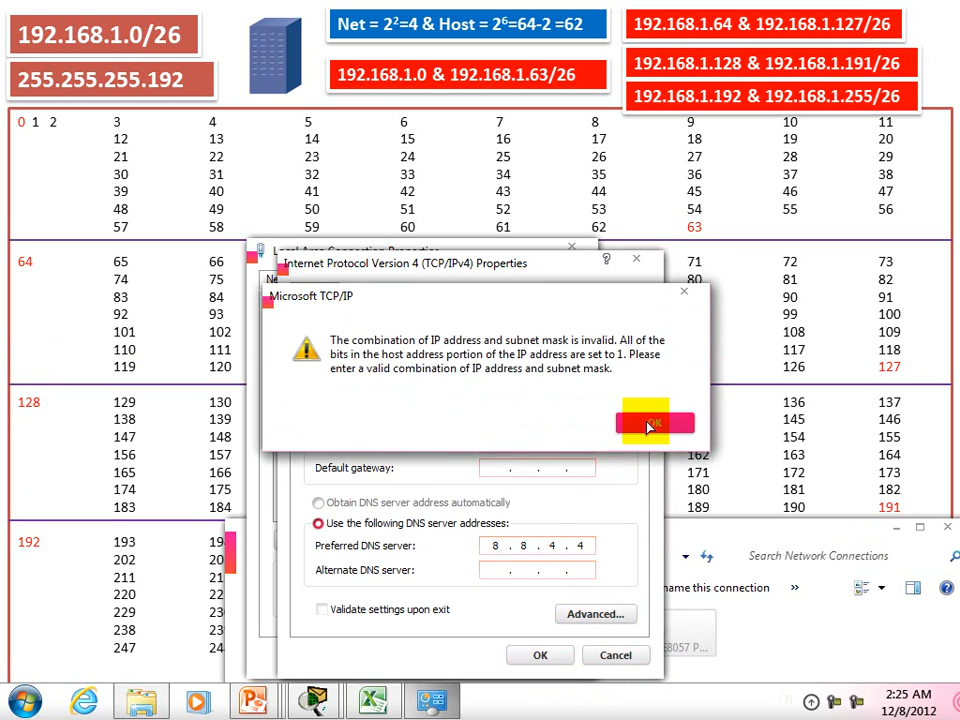 192.168.1.0/26
255.255.255.192
Net = 2²=4 & Host = 2⁶=64-2 =62
192.168.1.0 & 192.168.1.63/26
192.168.1.64 & 192.168.1.127/26
192.168.1.128 & 192.168.1.191/26
192.168.1.192 & 192.168.1.255/26
0 1 2 3 4 5 6 7 8 9 10 11
12 13 14 15 16 17 18 19 20
21 22 23 24 25 26 27 28 29
30 31 32 33 34 35 36 37 38
39 40 41 42 43 44 45 46 47
48 49 50 51 52 53 54 55 56
57 58 59 60 61 62 63
64 65 66 71 72 73
74 75 80 81 82
83 84 90 91
92 93 99 100
101 102 108 109
110 111 117 118
119 120 126 127
128 129 130 136 137
138 139 145 146
147 148 154 155
156 157 162 163 164
165 166 171 172 173
174 175 180 181 182
183 184 189 190 191
192 193
202
211
220
229
238
247
Local Area Connection Properties
Internet Protocol Version 4 (TCP/IPv4) Properties
?
Microsoft TCP/IP
The combination of IP address and subnet mask is invalid. All of the
bits in the host address portion of the IP address are set to 1. Please
enter a valid combination of IP address and subnet mask.
OK
Default gateway: . . .
Obtain DNS server address automatically
Use the following DNS server addresses:
Preferred DNS server: 8 . 8 . 4 . 4
Alternate DNS server: . . .
Validate settings upon exit
Advanced...
OK Cancel
Search Network Connections
name this connection »
8057 P...
2:25 AM
12/8/2012